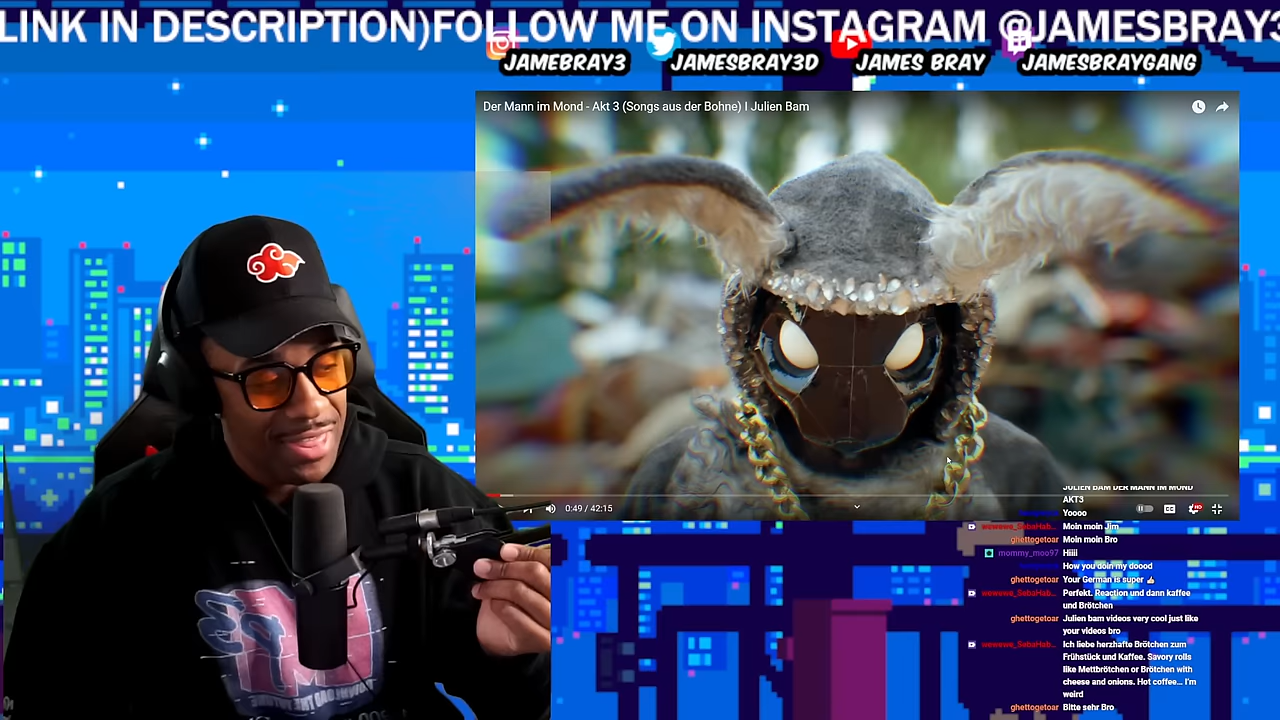 LINK IN DESCRIPTION)FOLLOW ME ON INSTAGRAM @JAMESBRAY3
JAMEBRAY3
JAMESBRAY3D
JAMES BRAY
JAMESBRAYGANG
Der Mann im Mond - Akt 3 (Songs aus der Bohne) I Julien Bam
0:49 / 42:15
JULIEN BAM DER MANN IM MOND
AKT3
Yoooo
Moin moin Jim
ghettogetoar Moin moin Bro
mommy_moo97 Hiiii
How you doin my doood
ghettogetoar Your German is super 👍
Perfekt. Reaction und dann kaffee
und Brötchen
ghettogetoar Julien bam videos very cool just like
your videos bro
Ich liebe herzhafte Brötchen zum
Frühstück und Kaffee. Savory rolls
like Mettbrötchen or Brötchen with
cheese and onions. Hot coffee... I'm
weird
ghettogetoar Bitte sehr Bro